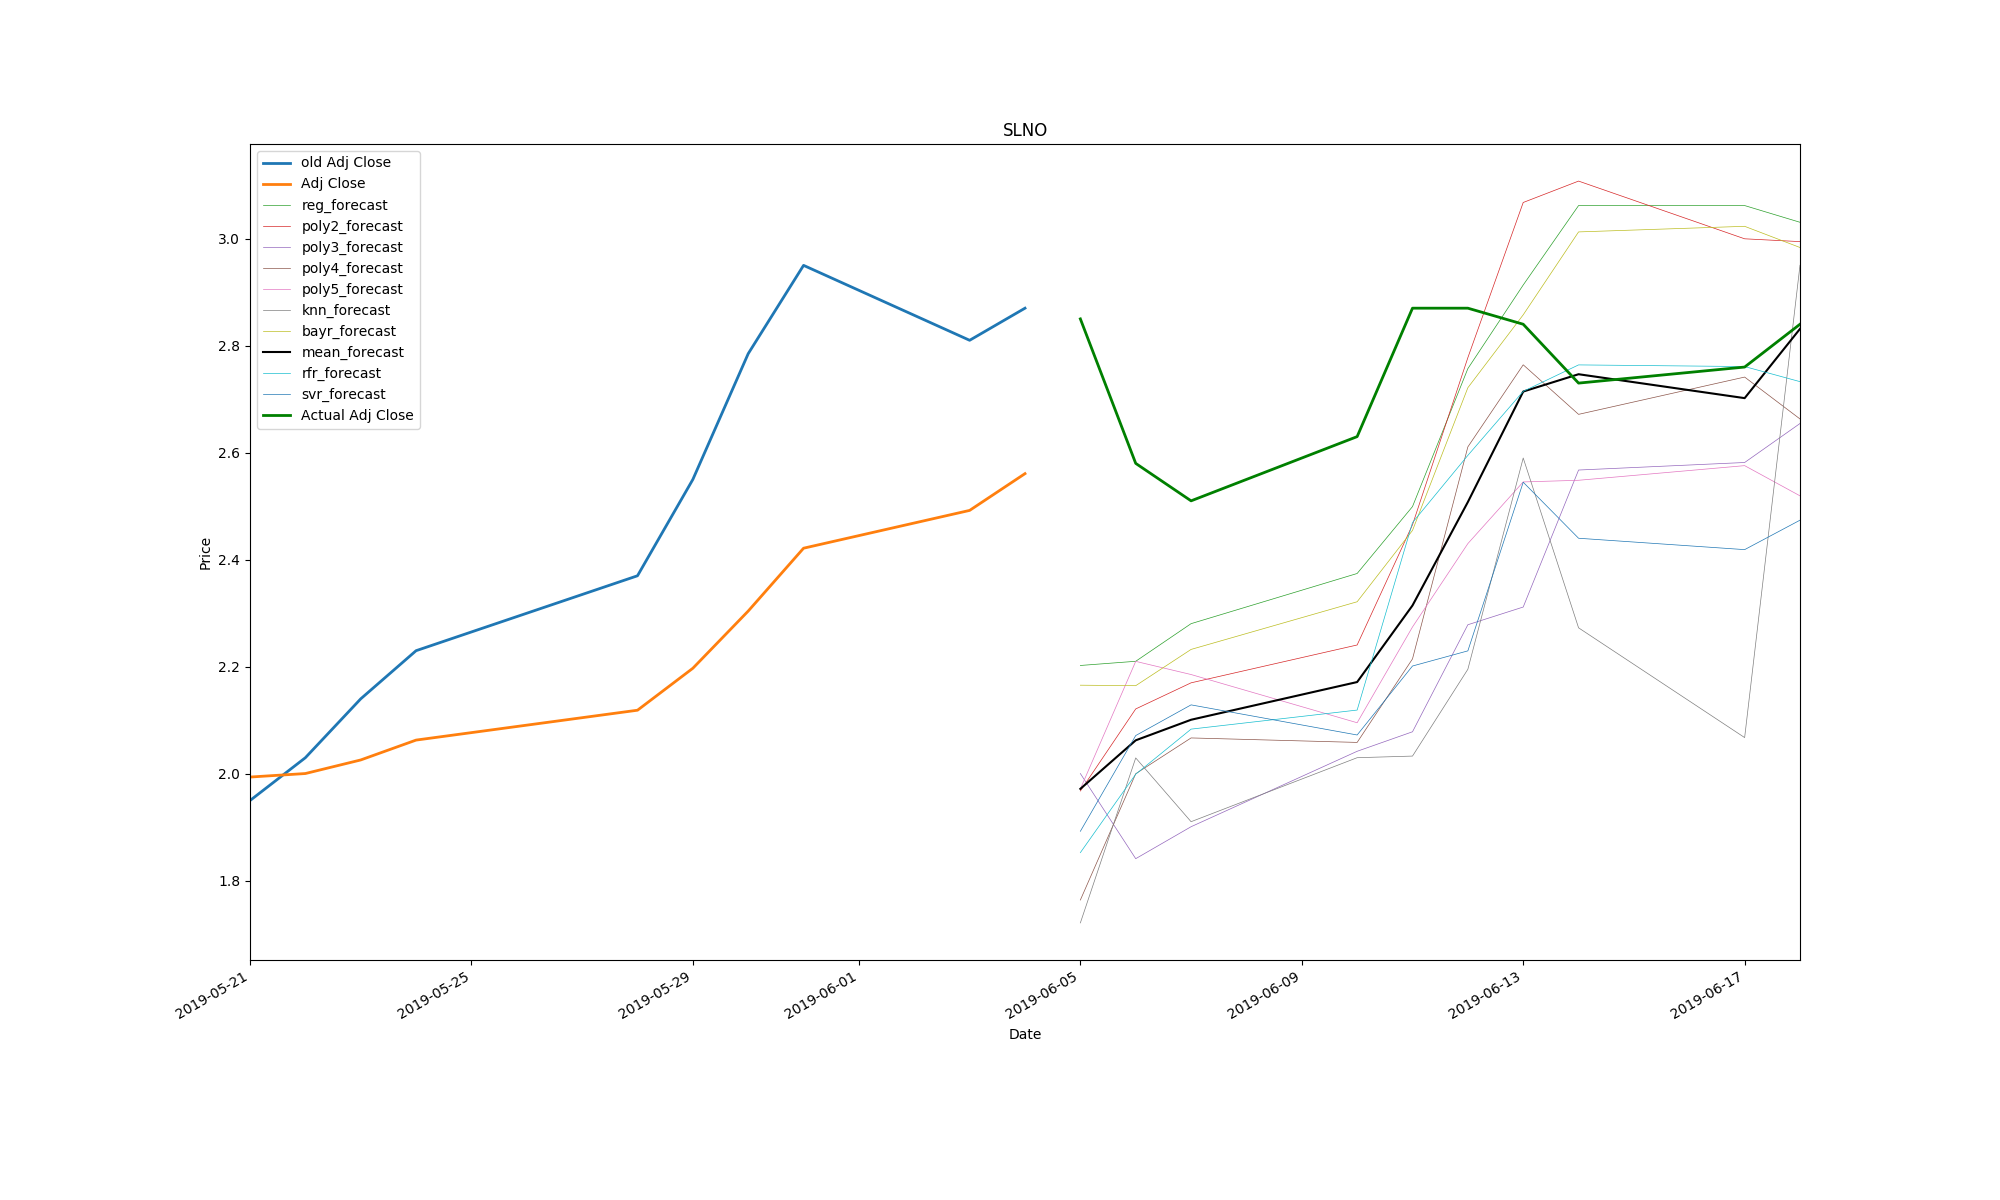 SLNO
old Adj Close
Adj Close
reg_forecast
poly2_forecast
poly3_forecast
poly4_forecast
poly5_forecast
knn_forecast
bayr_forecast
mean_forecast
rfr_forecast
svr_forecast
Actual Adj Close
3.0
2.8
2.6
2.4
2.2
2.0
1.8
Price
2019-05-21
2019-05-25
2019-05-29
2019-06-01
2019-06-05
2019-06-09
2019-06-13
2019-06-17
Date